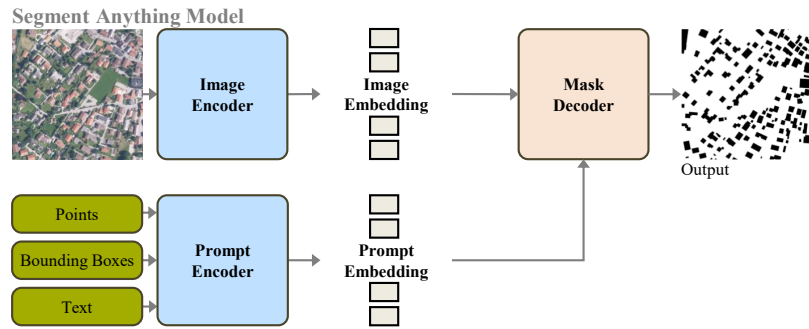 Segment Anything Model
Image
Encoder
Image
Embedding
Mask
Decoder
Output
Points
Bounding Boxes
Text
Prompt
Encoder
Prompt
Embedding